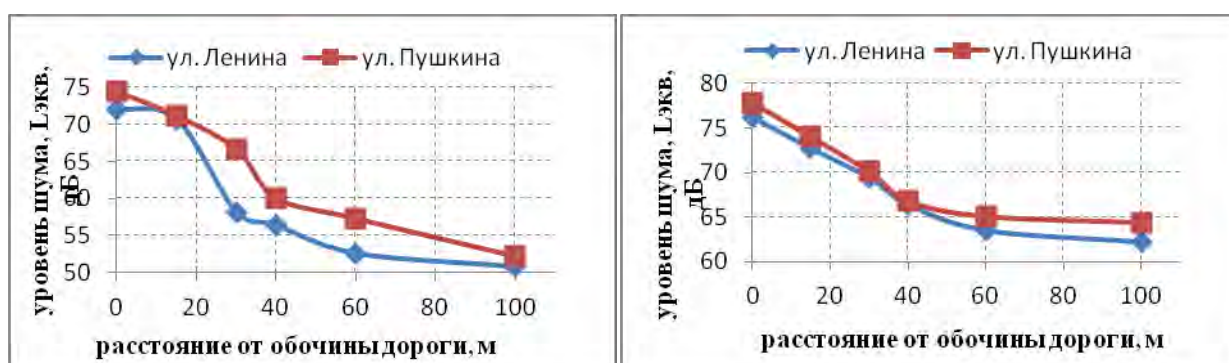 ул. Ленина ул. Пушкина
уровень шума, Lэкв,
дБ
75
70
65
60
55
50
0 20 40 60 80 100
расстояние от обочины дороги, м
ул. Ленина ул. Пушкина
уровень шума, Lэкв,
дБ
80
75
70
65
60
0 20 40 60 80 100
расстояние от обочины дороги, м